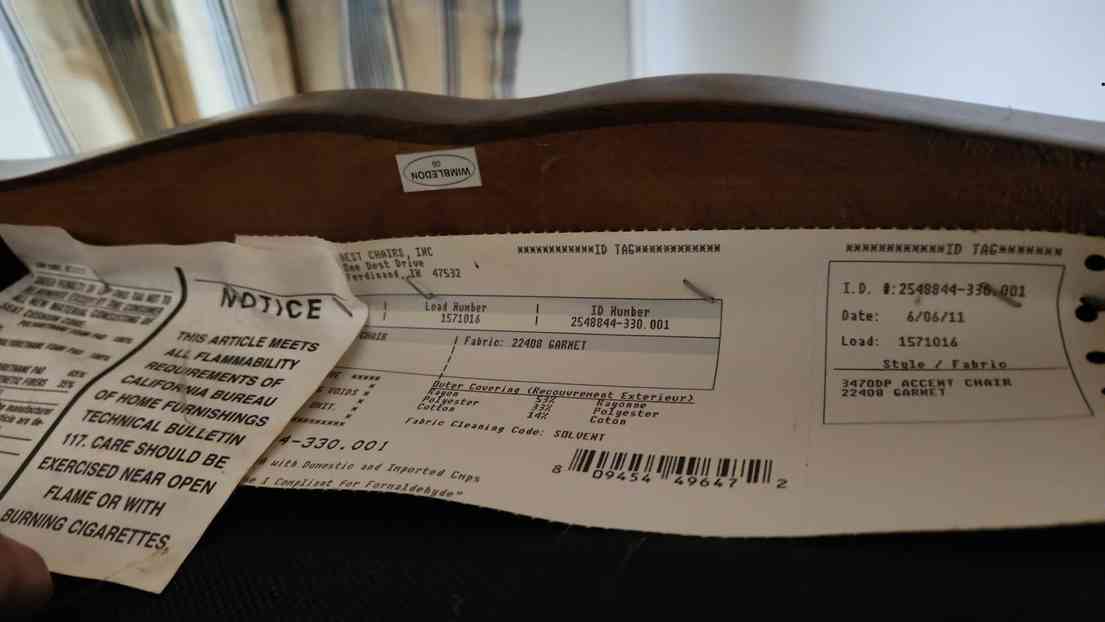 WIMBLEDON
06
NOTICE
THIS ARTICLE MEETS
ALL FLAMMABILITY
REQUIREMENTS OF
CALIFORNIA BUREAU
OF HOME FURNISHINGS
TECHNICAL BULLETIN
117. CARE SHOULD BE
EXERCISED NEAR OPEN
FLAME OR WITH
BURNING CIGARETTES
BEST CHAIRS, INC
Drive
Ferdinand, IN 47532
************ID TAG************
Load Number | ID Number
1571016 | 2548844-330.001
CHAIR | Fabric: 22408 GARNET
Outer Covering (Recouvrement Exterieur)
Rayon 53% Rayonne
Polyester 33% Polyester
Cotton 14% Coton
Fabric Cleaning Code: SOLVENT
4-330.001
with Domestic and Imported Cmps
Compliant For Formaldehyde"
8 09454 49647 2
************ID TAG********
I.D. #:2548844-330.001
Date: 6/06/11
Load: 1571016
Style / Fabric
3470DP ACCENT CHAIR
22408 GARNET